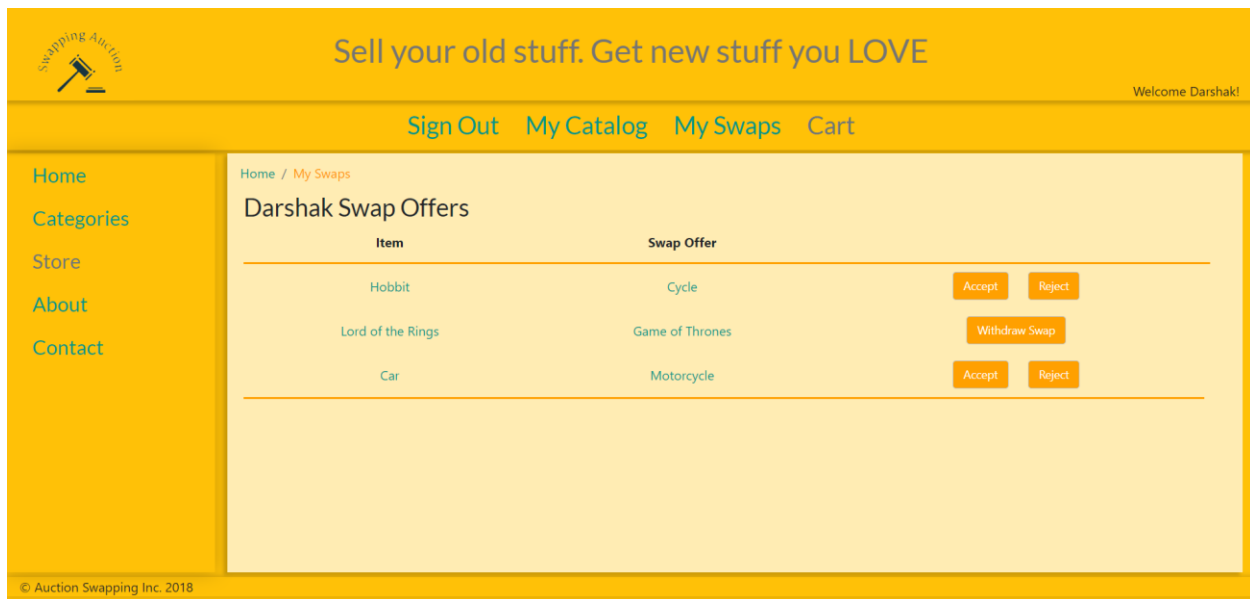 Swapping Auction
Sell your old stuff. Get new stuff you LOVE
Welcome Darshak!
Sign Out My Catalog My Swaps Cart
Home
Categories
Store
About
Contact
Home / My Swaps
Darshak Swap Offers
Item Swap Offer
Hobbit Cycle Accept Reject
Lord of the Rings Game of Thrones Withdraw Swap
Car Motorcycle Accept Reject
© Auction Swapping Inc. 2018